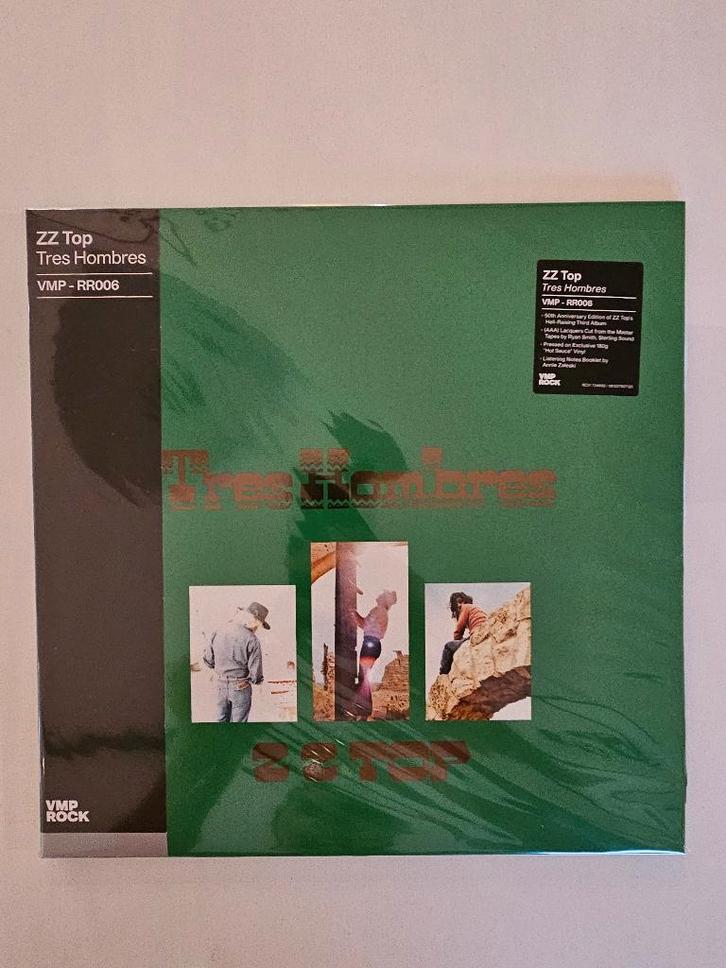 ZZ Top
Tres Hombres
VMP - RR006
ZZ Top
Tres Hombres
VMP - RR006
- 50th Anniversary Edition of ZZ Top's
Hell-Raising Third Album
- (AAA) Lacquers Cut from the Master
Tapes by Ryan Smith, Sterling Sound
- Pressed on Exclusive 180g
"Hot Sauce" Vinyl
- Listening Notes Booklet by
Annie Zaleski
VMP
ROCK
Tres Hombres
ZZ TOP
VMP
ROCK